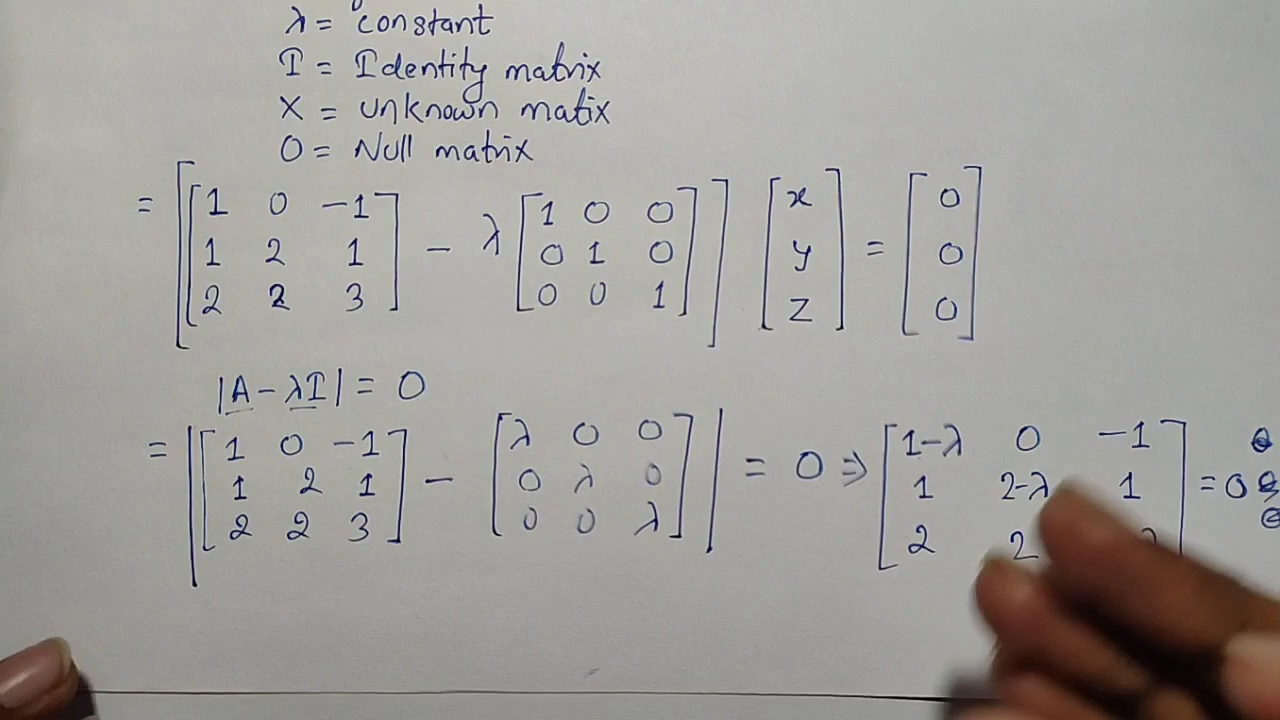 λ = constant
I = Identity matrix
X = unknown matix
0 = Null matrix
= [[1 0 -1
1 2 1
2 2 3] - λ [1 0 0
0 1 0
0 0 1]] [x
y
z] = [0
0
0]
|A - λI| = 0
= |[1 0 -1
1 2 1
2 2 3] - [λ 0 0
0 λ 0
0 0 λ]| = 0 ⇒ [1-λ 0 -1
1 2-λ 1
2 2] = 0